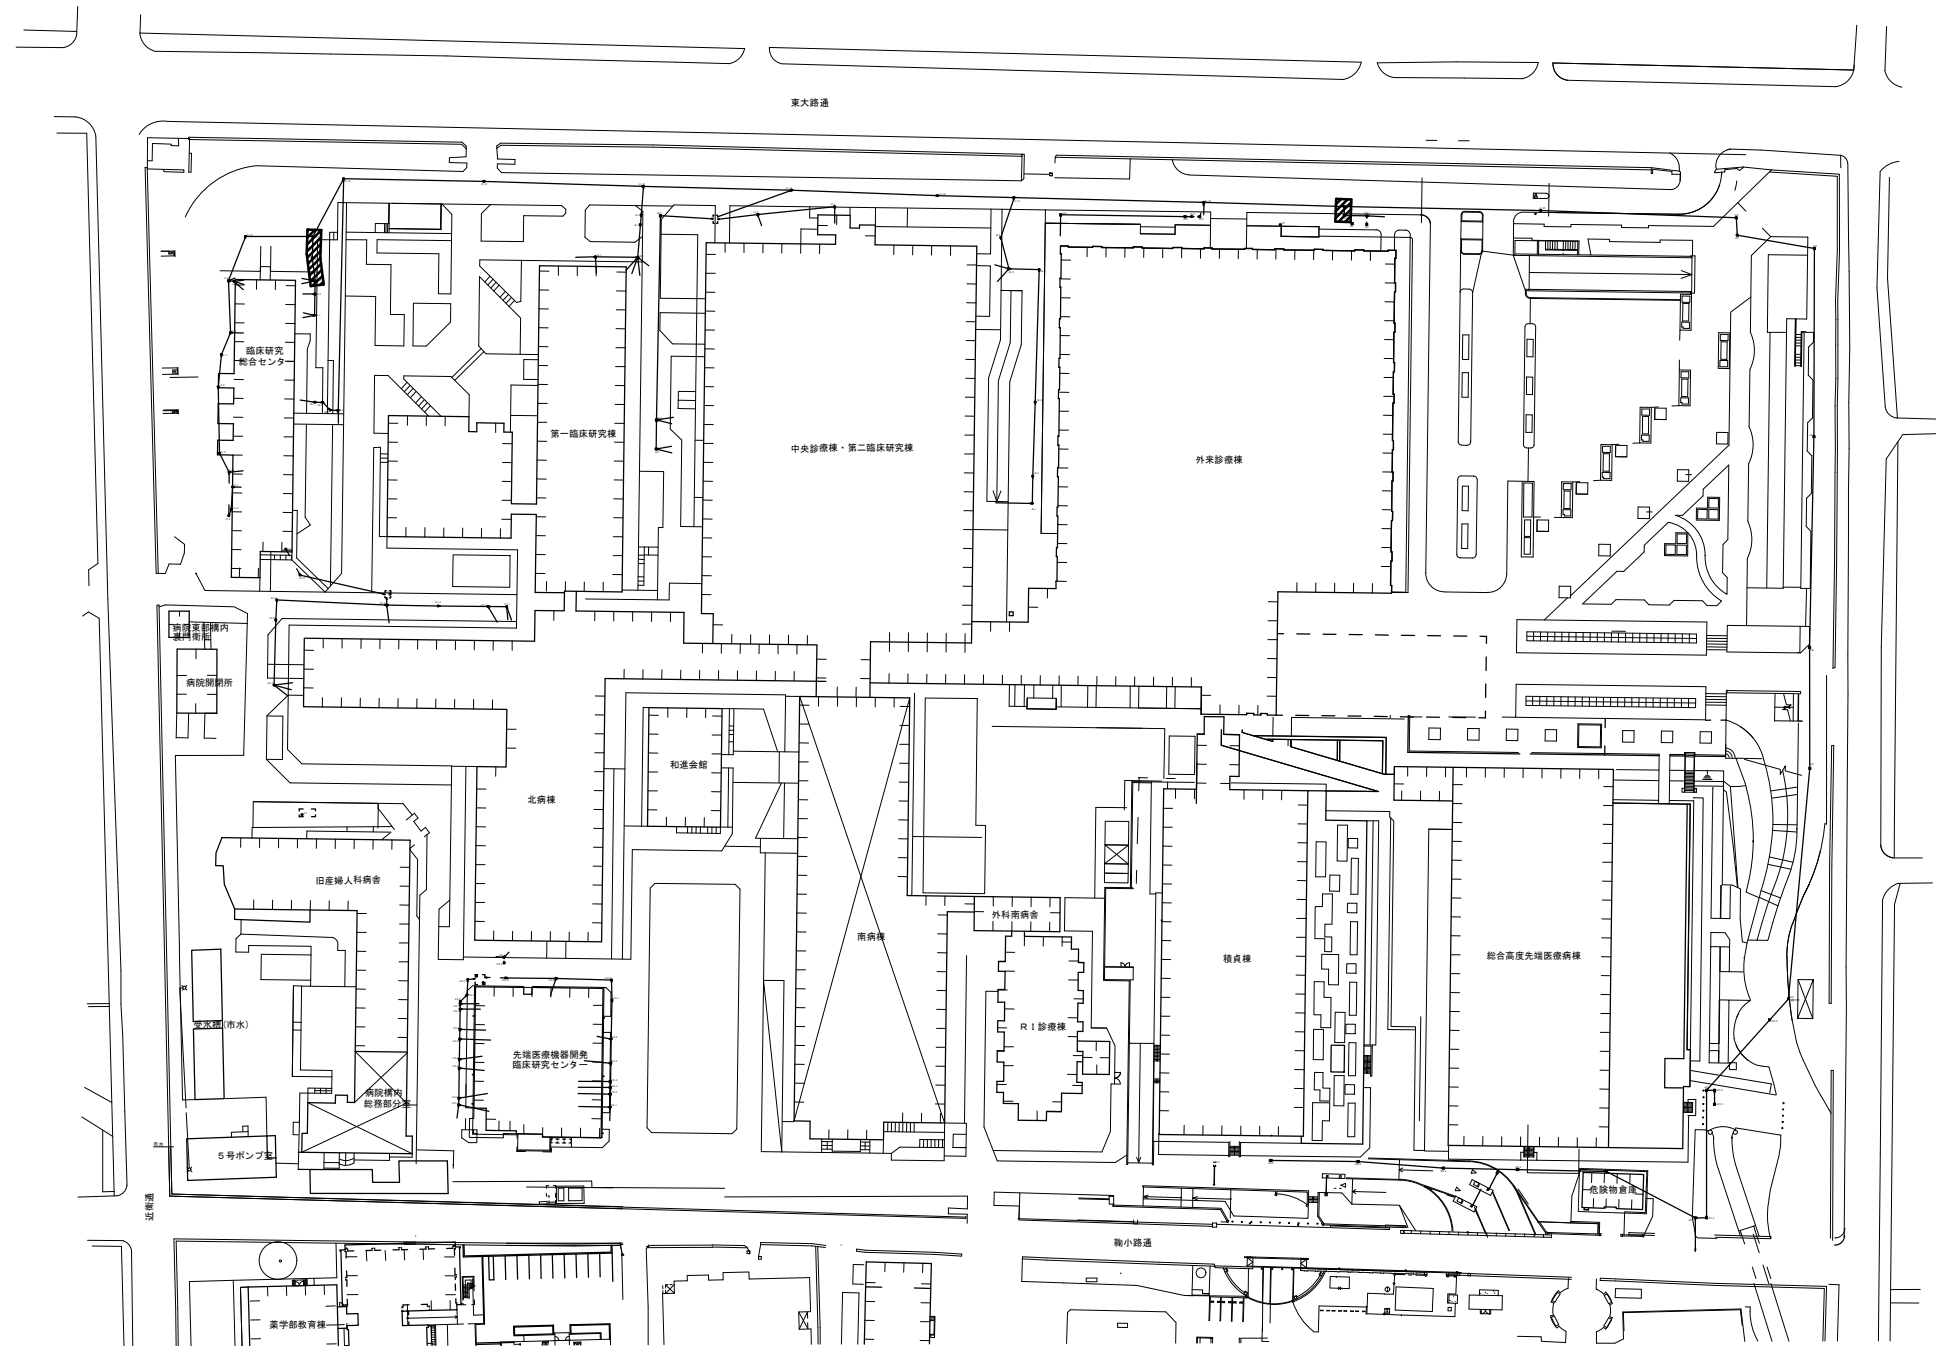 東大路通
臨床研究
総合センター
第一臨床研究棟
中央診療棟・第二臨床研究棟
外来診療棟
病院東部構内
裏門衛所
病院開閉所
和進会館
北病棟
旧産婦人科病舎
外科南病舎
南病棟
積貞棟
総合高度先端医療病棟
受水槽(市水)
ＲＩ診療棟
先端医療機器開発
臨床研究センター
病院構内
総務部分室
５号ポンプ室
近衛通
危険物倉庫
鞠小路通
薬学部教育棟